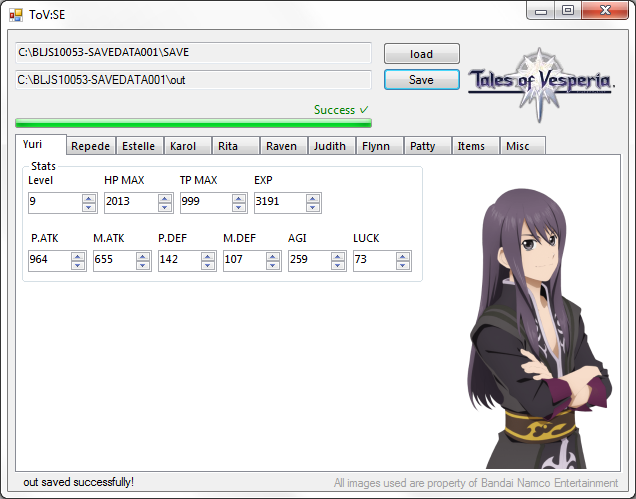 ToV:SE
C:\BLJS10053-SAVEDATA001\SAVE
load
C:\BLJS10053-SAVEDATA001\out
Save
Tales of Vesperia.
Success ✓
Yuri Repede Estelle Karol Rita Raven Judith Flynn Patty Items Misc
Stats
Level HP MAX TP MAX EXP
9 2013 999 3191
P.ATK M.ATK P.DEF M.DEF AGI LUCK
964 655 142 107 259 73
out saved successfully!
All images used are property of Bandai Namco Entertainment